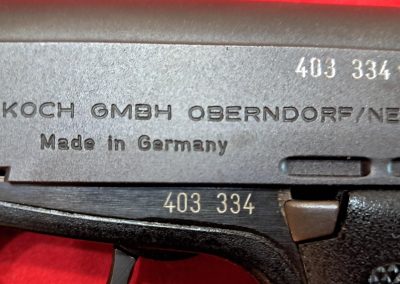 403 334
KOCH GMBH OBERNDORF/NE
Made in Germany
403 334